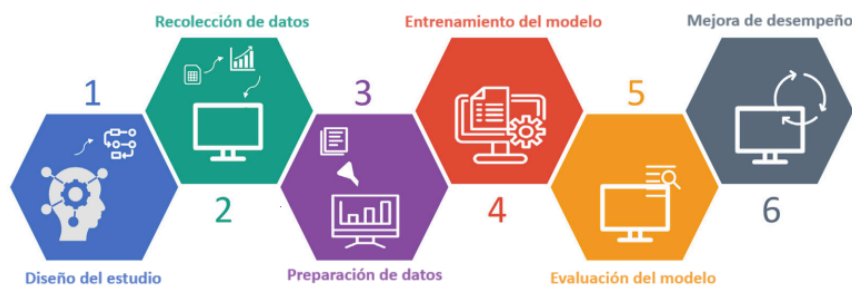 1
Diseño del estudio
Recolección de datos
2
3
Preparación de datos
Entrenamiento del modelo
4
5
Evaluación del modelo
Mejora de desempeño
6